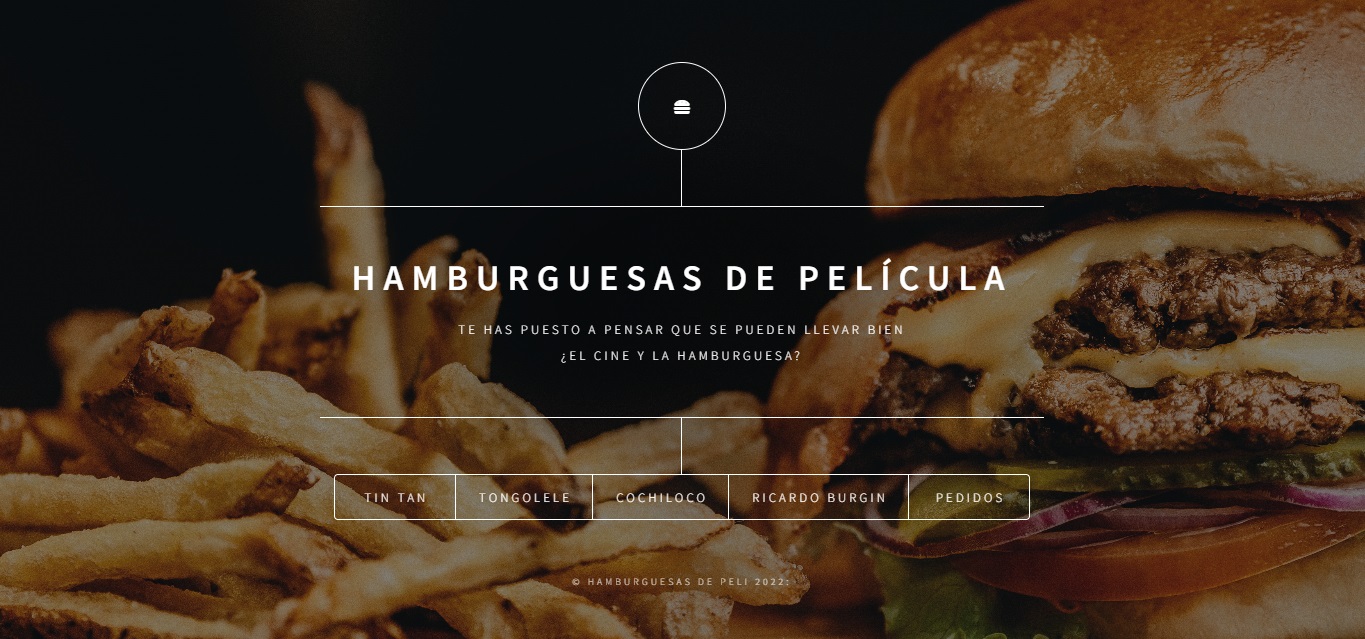 HAMBURGUESAS DE PELÍCULA
TE HAS PUESTO A PENSAR QUE SE PUEDEN LLEVAR BIEN
¿EL CINE Y LA HAMBURGUESA?
TIN TAN
TONGOLELE
COCHILOCO
RICARDO BURGIN
PEDIDOS
© HAMBURGUESAS DE PELI 2022: